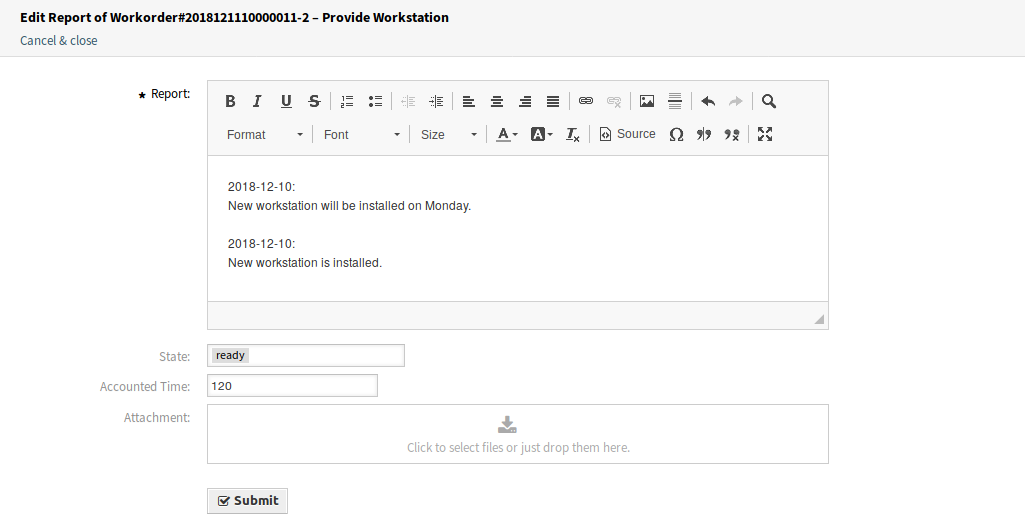 Edit Report of Workorder#2018121110000011-2 – Provide Workstation
Cancel & close
★ Report:
B I U S
Format Font Size A A Tx Source Ω
2018-12-10:
New workstation will be installed on Monday.
2018-12-10:
New workstation is installed.
State: ready
Accounted Time: 120
Attachment:
Click to select files or just drop them here.
Submit